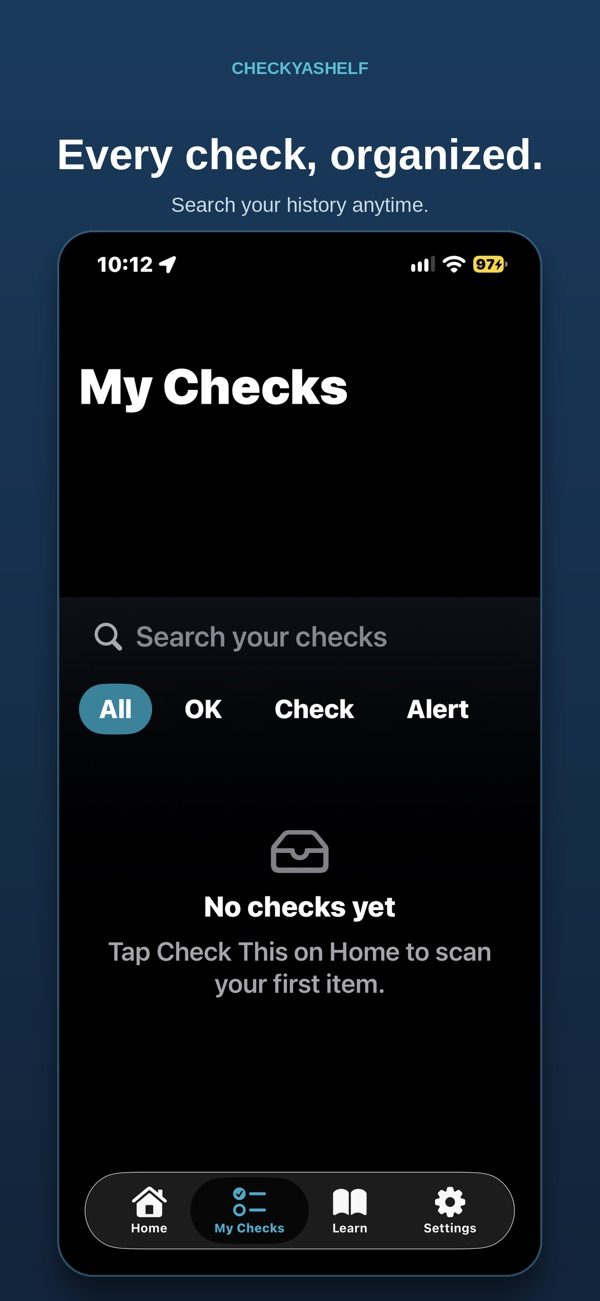 CHECKYASHELF
Every check, organized.
Search your history anytime.
10:12
97
My Checks
Search your checks
All OK Check Alert
No checks yet
Tap Check This on Home to scan
your first item.
Home My Checks Learn Settings